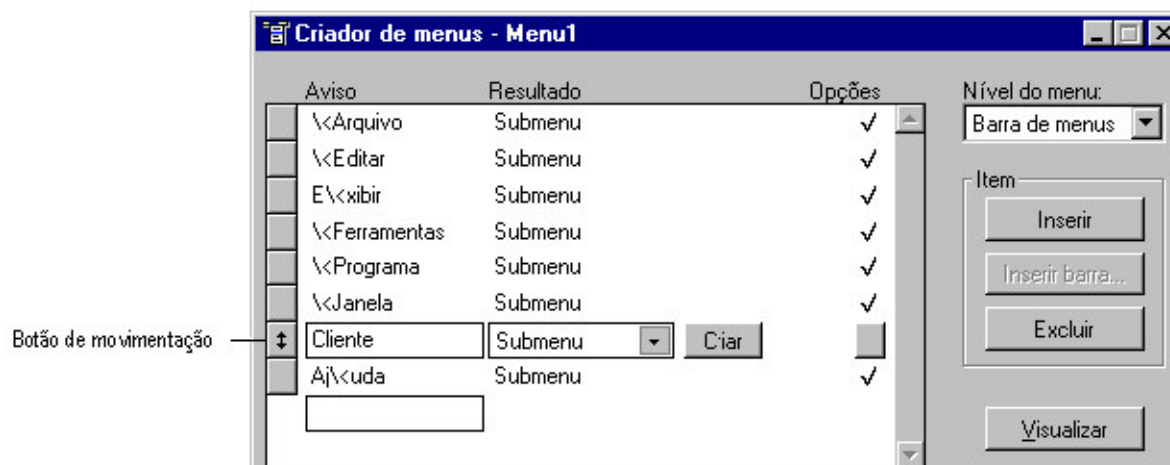 Criador de menus - Menu1
Aviso Resultado Opções Nível do menu:
\<Arquivo Submenu Barra de menus
\<Editar Submenu
E\<xibir Submenu Item
\<Ferramentas Submenu Inserir
\<Programa Submenu Inserir barra...
\<Janela Submenu
Botão de movimentação Cliente Submenu Criar Excluir
Aj\<uda Submenu
Visualizar